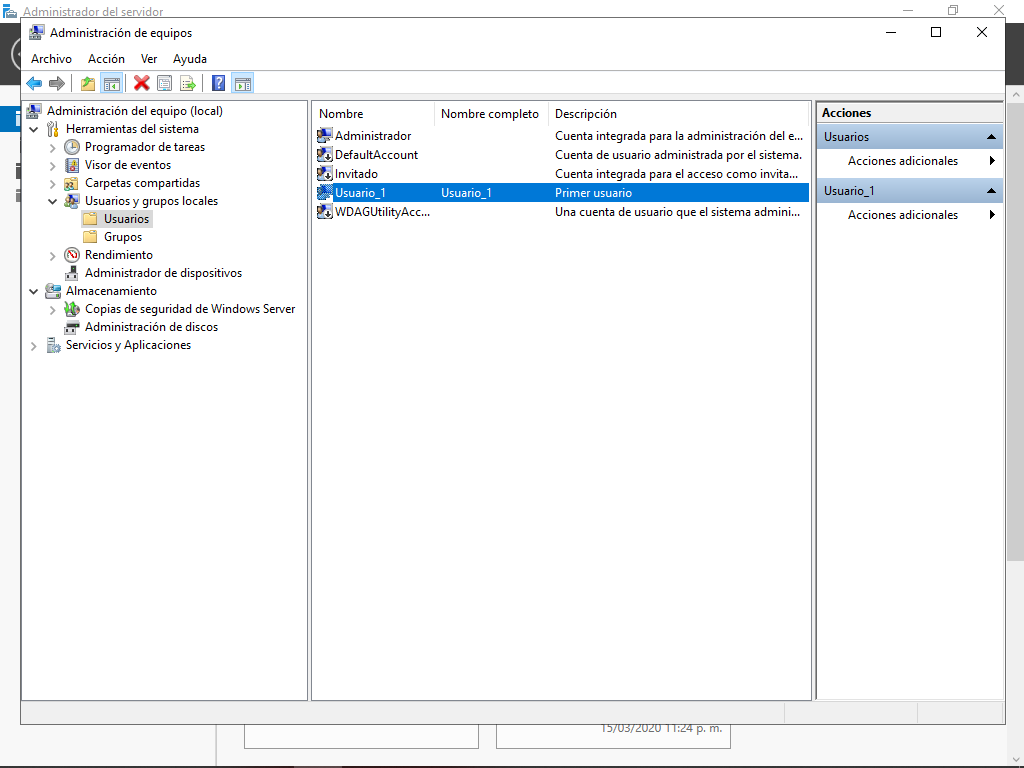 Administrador del servidor
Administración de equipos
Archivo Acción Ver Ayuda
Administración del equipo (local)
Herramientas del sistema
Programador de tareas
Visor de eventos
Carpetas compartidas
Usuarios y grupos locales
Usuarios
Grupos
Rendimiento
Administrador de dispositivos
Almacenamiento
Copias de seguridad de Windows Server
Administración de discos
Servicios y Aplicaciones
Nombre Nombre completo Descripción
Administrador Cuenta integrada para la administración del e...
DefaultAccount Cuenta de usuario administrada por el sistema.
Invitado Cuenta integrada para el acceso como invita...
Usuario_1 Usuario_1 Primer usuario
WDAGUtilityAcc... Una cuenta de usuario que el sistema admini...
Acciones
Usuarios
Acciones adicionales
Usuario_1
Acciones adicionales
15/03/2020 11:24 p. m.